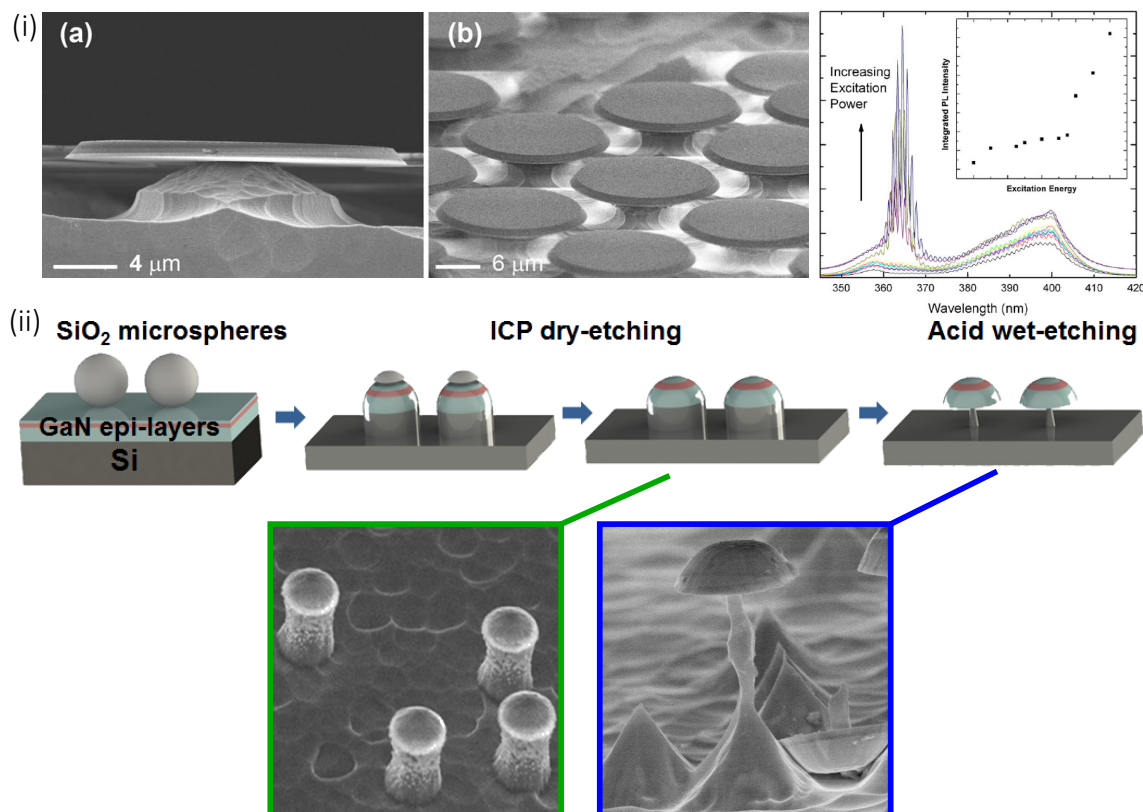 (i)
(a)
4 μm
(b)
6 μm
Increasing
Excitation
Power
Integrated PL Intensity
Excitation Energy
350 360 370 380 390 400 410 420
Wavelength (nm)
(ii)
SiO₂ microspheres
ICP dry-etching
Acid wet-etching
GaN epi-layers
Si